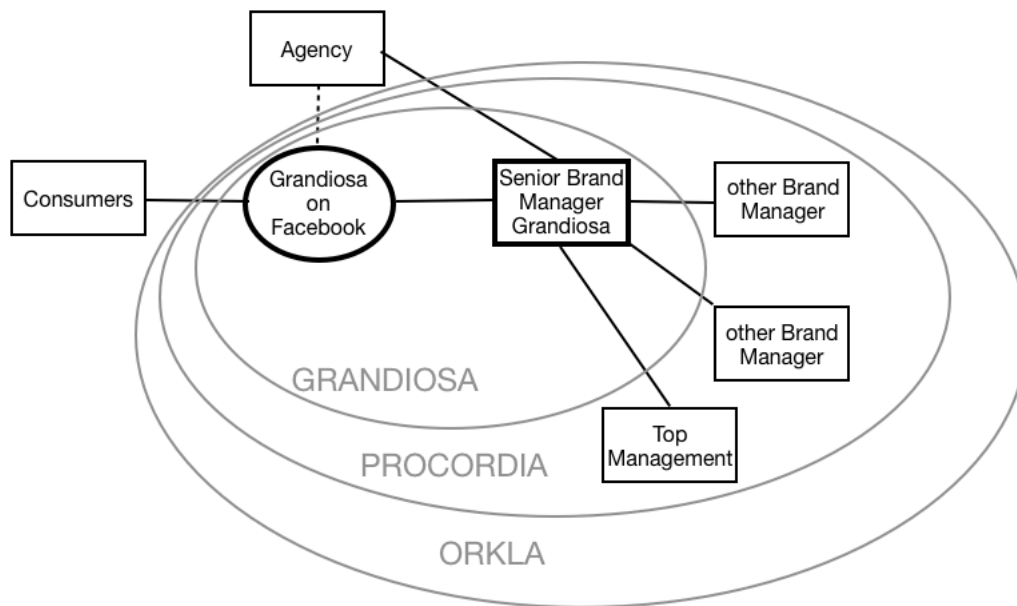 Agency
Consumers
Grandiosa
on
Facebook
Senior Brand
Manager
Grandiosa
other Brand
Manager
other Brand
Manager
GRANDIOSA
Top
Management
PROCORDIA
ORKLA